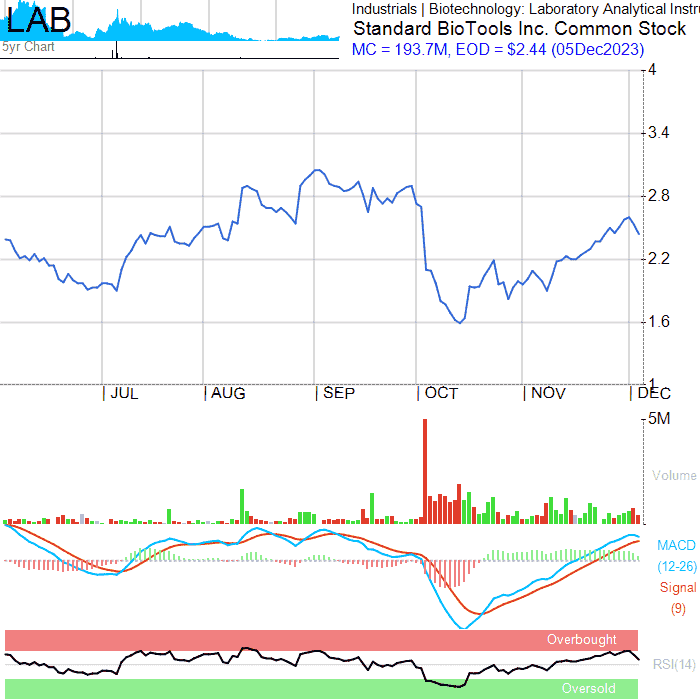 LAB
5yr Chart
Industrials | Biotechnology: Laboratory Analytical Instru
Standard BioTools Inc. Common Stock
MC = 193.7M, EOD = $2.44 (05Dec2023)
4
3.4
2.8
2.2
1.6
1
| JUL
| AUG
| SEP
| OCT
| NOV
| DEC
5M
Volume
MACD
(12-26)
Signal
(9)
Overbought
RSI(14)
Oversold